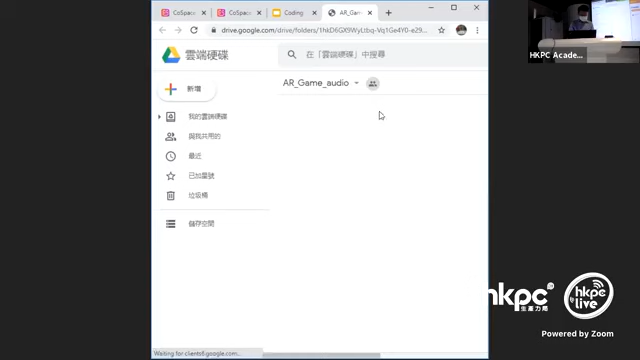 CoSpace
CoSpace
Coding
AR_Gam
drive.google.com/drive/folders/1hkD6GX9WyLtbq-Vq1Ge4Y0-e29...
雲端硬碟
在「雲端硬碟」中搜尋
新增
AR_Game_audio
我的雲端硬碟
與我共用的
最近
已加星號
垃圾桶
儲存空間
Waiting for clients6.google.com...
HKPC Acade...
hkpc
生產力局
hkpc
live
Powered by Zoom